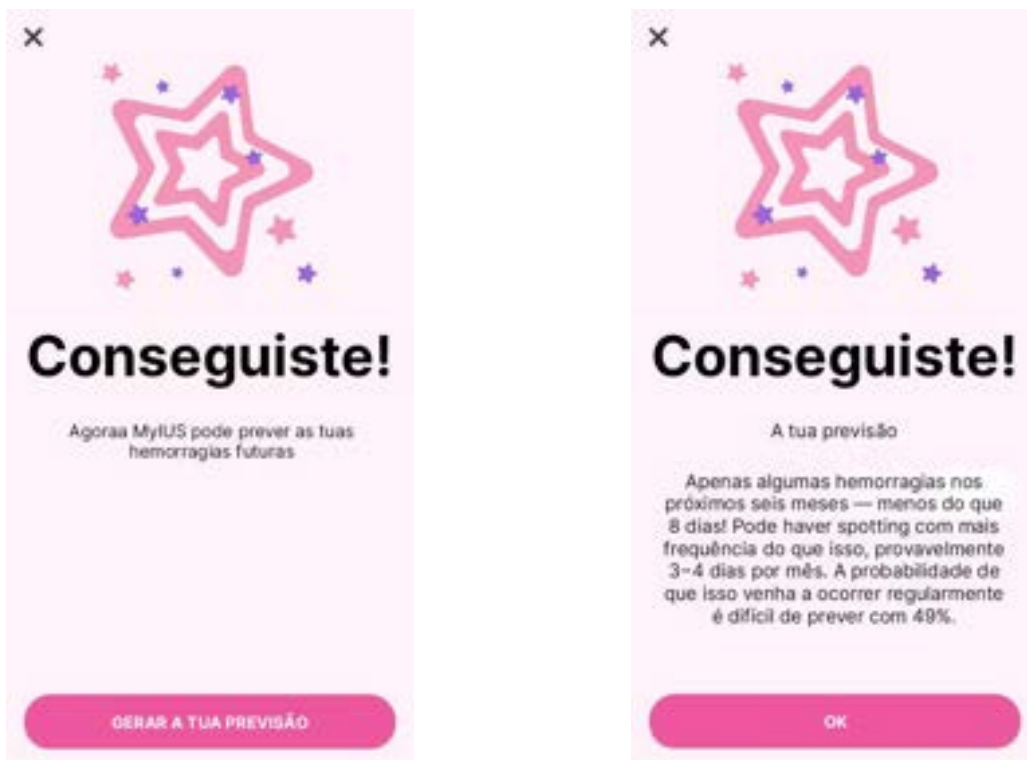 Conseguiste!
Agoraa MyIUS pode prever as tuas
hemorragias futuras
GERAR A TUA PREVISÃO
Conseguiste!
A tua previsão
Apenas algumas hemorragias nos
próximos seis meses — menos do que
8 dias! Pode haver spotting com mais
frequência do que isso, provavelmente
3-4 dias por mês. A probabilidade de
que isso venha a ocorrer regularmente
é difícil de prever com 49%.
OK